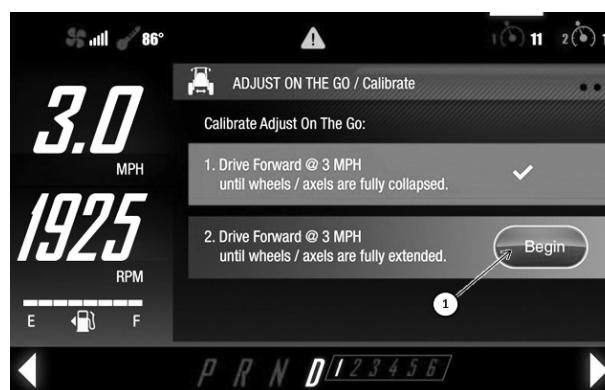 86°
1 11 2 1
ADJUST ON THE GO / Calibrate
3.0
MPH
Calibrate Adjust On The Go:
1. Drive Forward @ 3 MPH
until wheels / axels are fully collapsed.
1925
RPM
2. Drive Forward @ 3 MPH
until wheels / axels are fully extended.
Begin
1
E F
P R N D 1 2 3 4 5 6